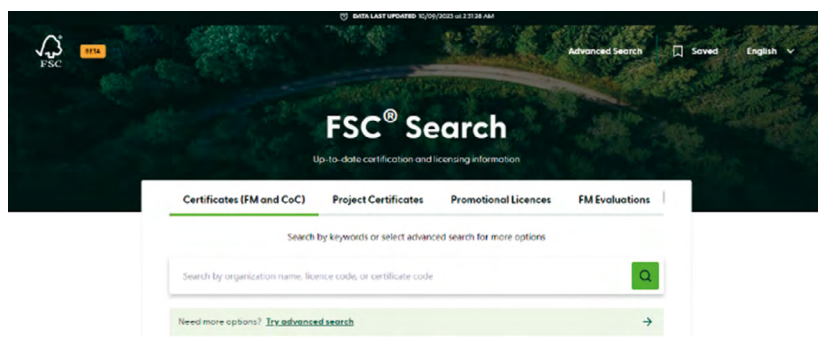 DATA LAST UPDATED 10/09/2023 at 2:31:28 AM
FSC BETA Advanced Search Saved English
FSC® Search
Up-to-date certification and licensing information
Certificates (FM and CoC) Project Certificates Promotional Licences FM Evaluations
Search by keywords or select advanced search for more options
Search by organization name, licence code, or certificate code
Need more options? Try advanced search